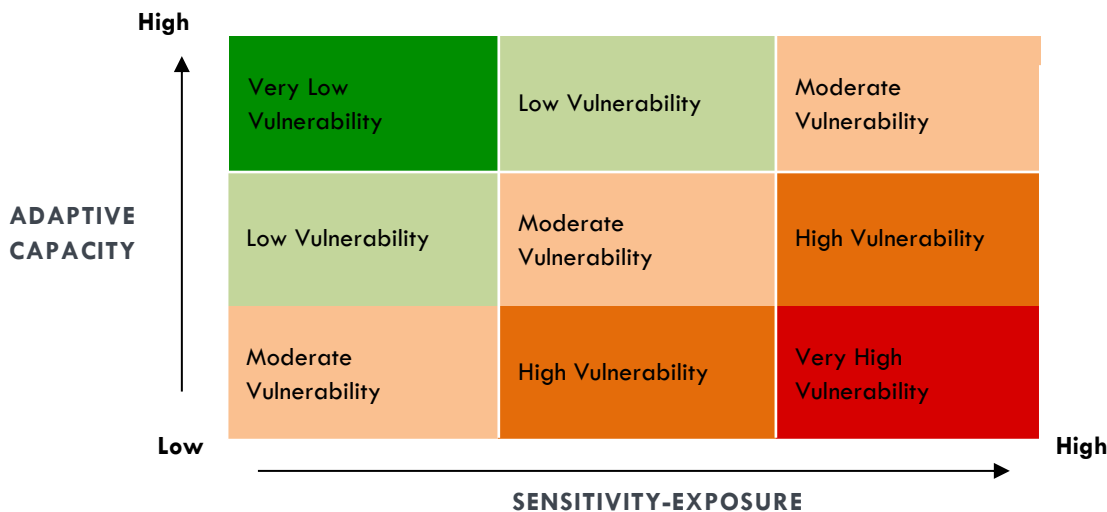 High
Very Low
Vulnerability
Low Vulnerability
Moderate
Vulnerability
ADAPTIVE
CAPACITY
Low Vulnerability
Moderate
Vulnerability
High Vulnerability
Moderate
Vulnerability
High Vulnerability
Very High
Vulnerability
Low
High
SENSITIVITY-EXPOSURE